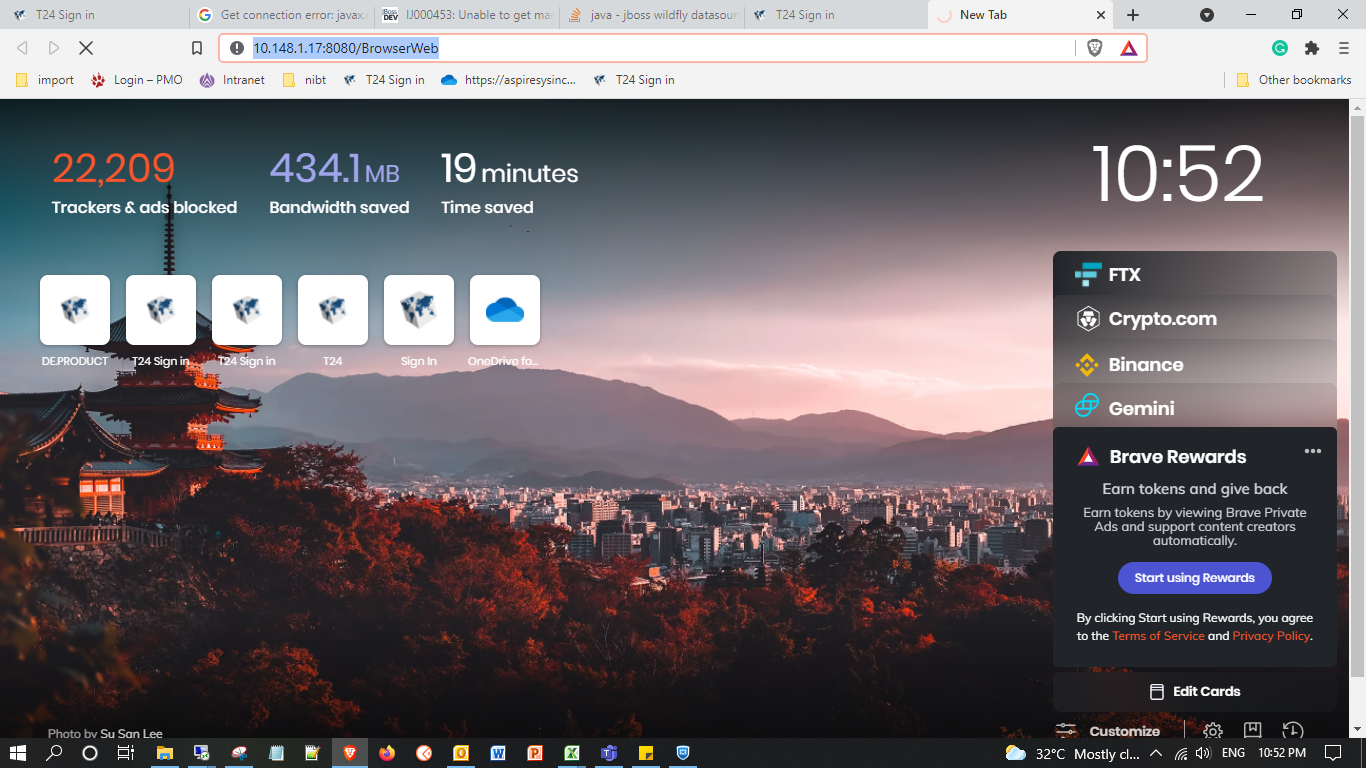 T24 Sign in
Get connection error: javax.
IJ000453: Unable to get mar
java - jboss wildfly datasour
T24 Sign in
New Tab
10.148.1.17:8080/BrowserWeb
import
Login – PMO
Intranet
nibt
T24 Sign in
https://aspiresysinc...
T24 Sign in
Other bookmarks
22,209
Trackers & ads blocked
434.1 MB
Bandwidth saved
19 minutes
Time saved
10:52
DE.PRODUCT
T24 Sign in
T24 Sign in
T24
Sign In
OneDrive fo...
FTX
Crypto.com
Binance
Gemini
Brave Rewards
Earn tokens and give back
Earn tokens by viewing Brave Private
Ads and support content creators
automatically.
Start using Rewards
By clicking Start using Rewards, you agree
to the Terms of Service and Privacy Policy.
Edit Cards
Photo by Su San Lee
Customize
32°C Mostly cl...
ENG
10:52 PM